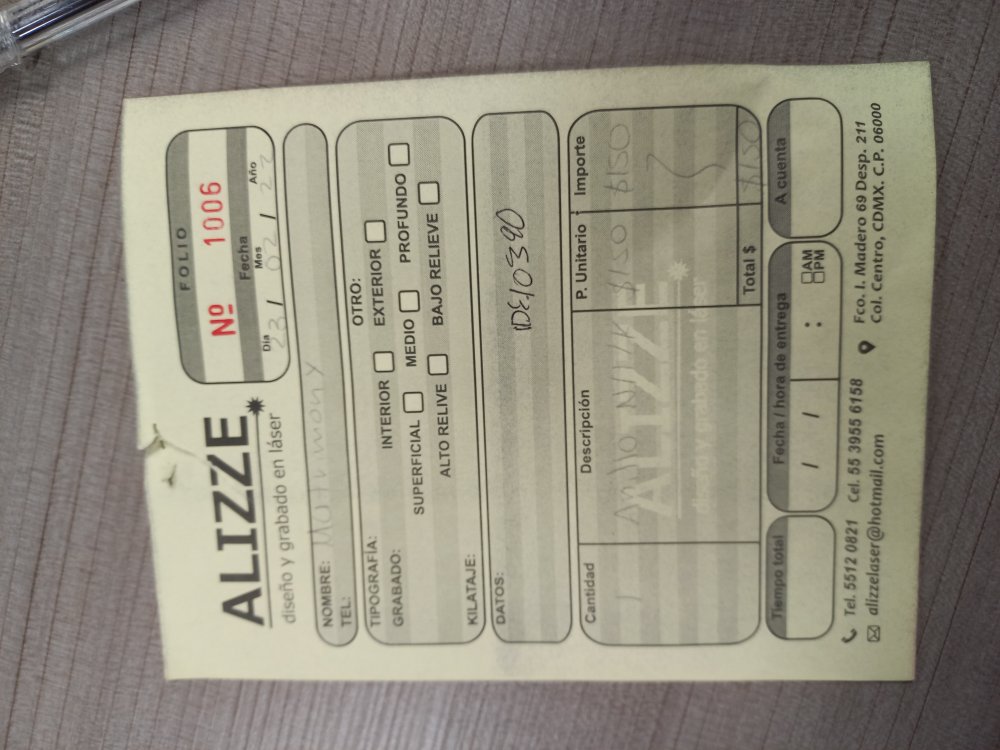 ALIZZE
diseño y grabado en láser
FOLIO
Nº 1006
Fecha
Día Mes Año
23 / 02 / 22
NOMBRE: Matrimony
TEL:
TIPOGRAFÍA: INTERIOR EXTERIOR OTRO:
GRABADO: SUPERFICIAL MEDIO PROFUNDO
ALTO RELIVE BAJO RELIEVE
KILATAJE:
DATOS:
Cantidad Descripción P. Unitario Importe
1 $150 $150
ALIZZE
Total $ $150
Tiempo total Fecha / hora de entrega A cuenta
/ / : AM
PM
Tel. 5512 0821 Cel. 55 3955 6158
alizzelaser@hotmail.com
Fco. I. Madero 69 Desp. 211
Col. Centro, CDMX. C.P. 06000